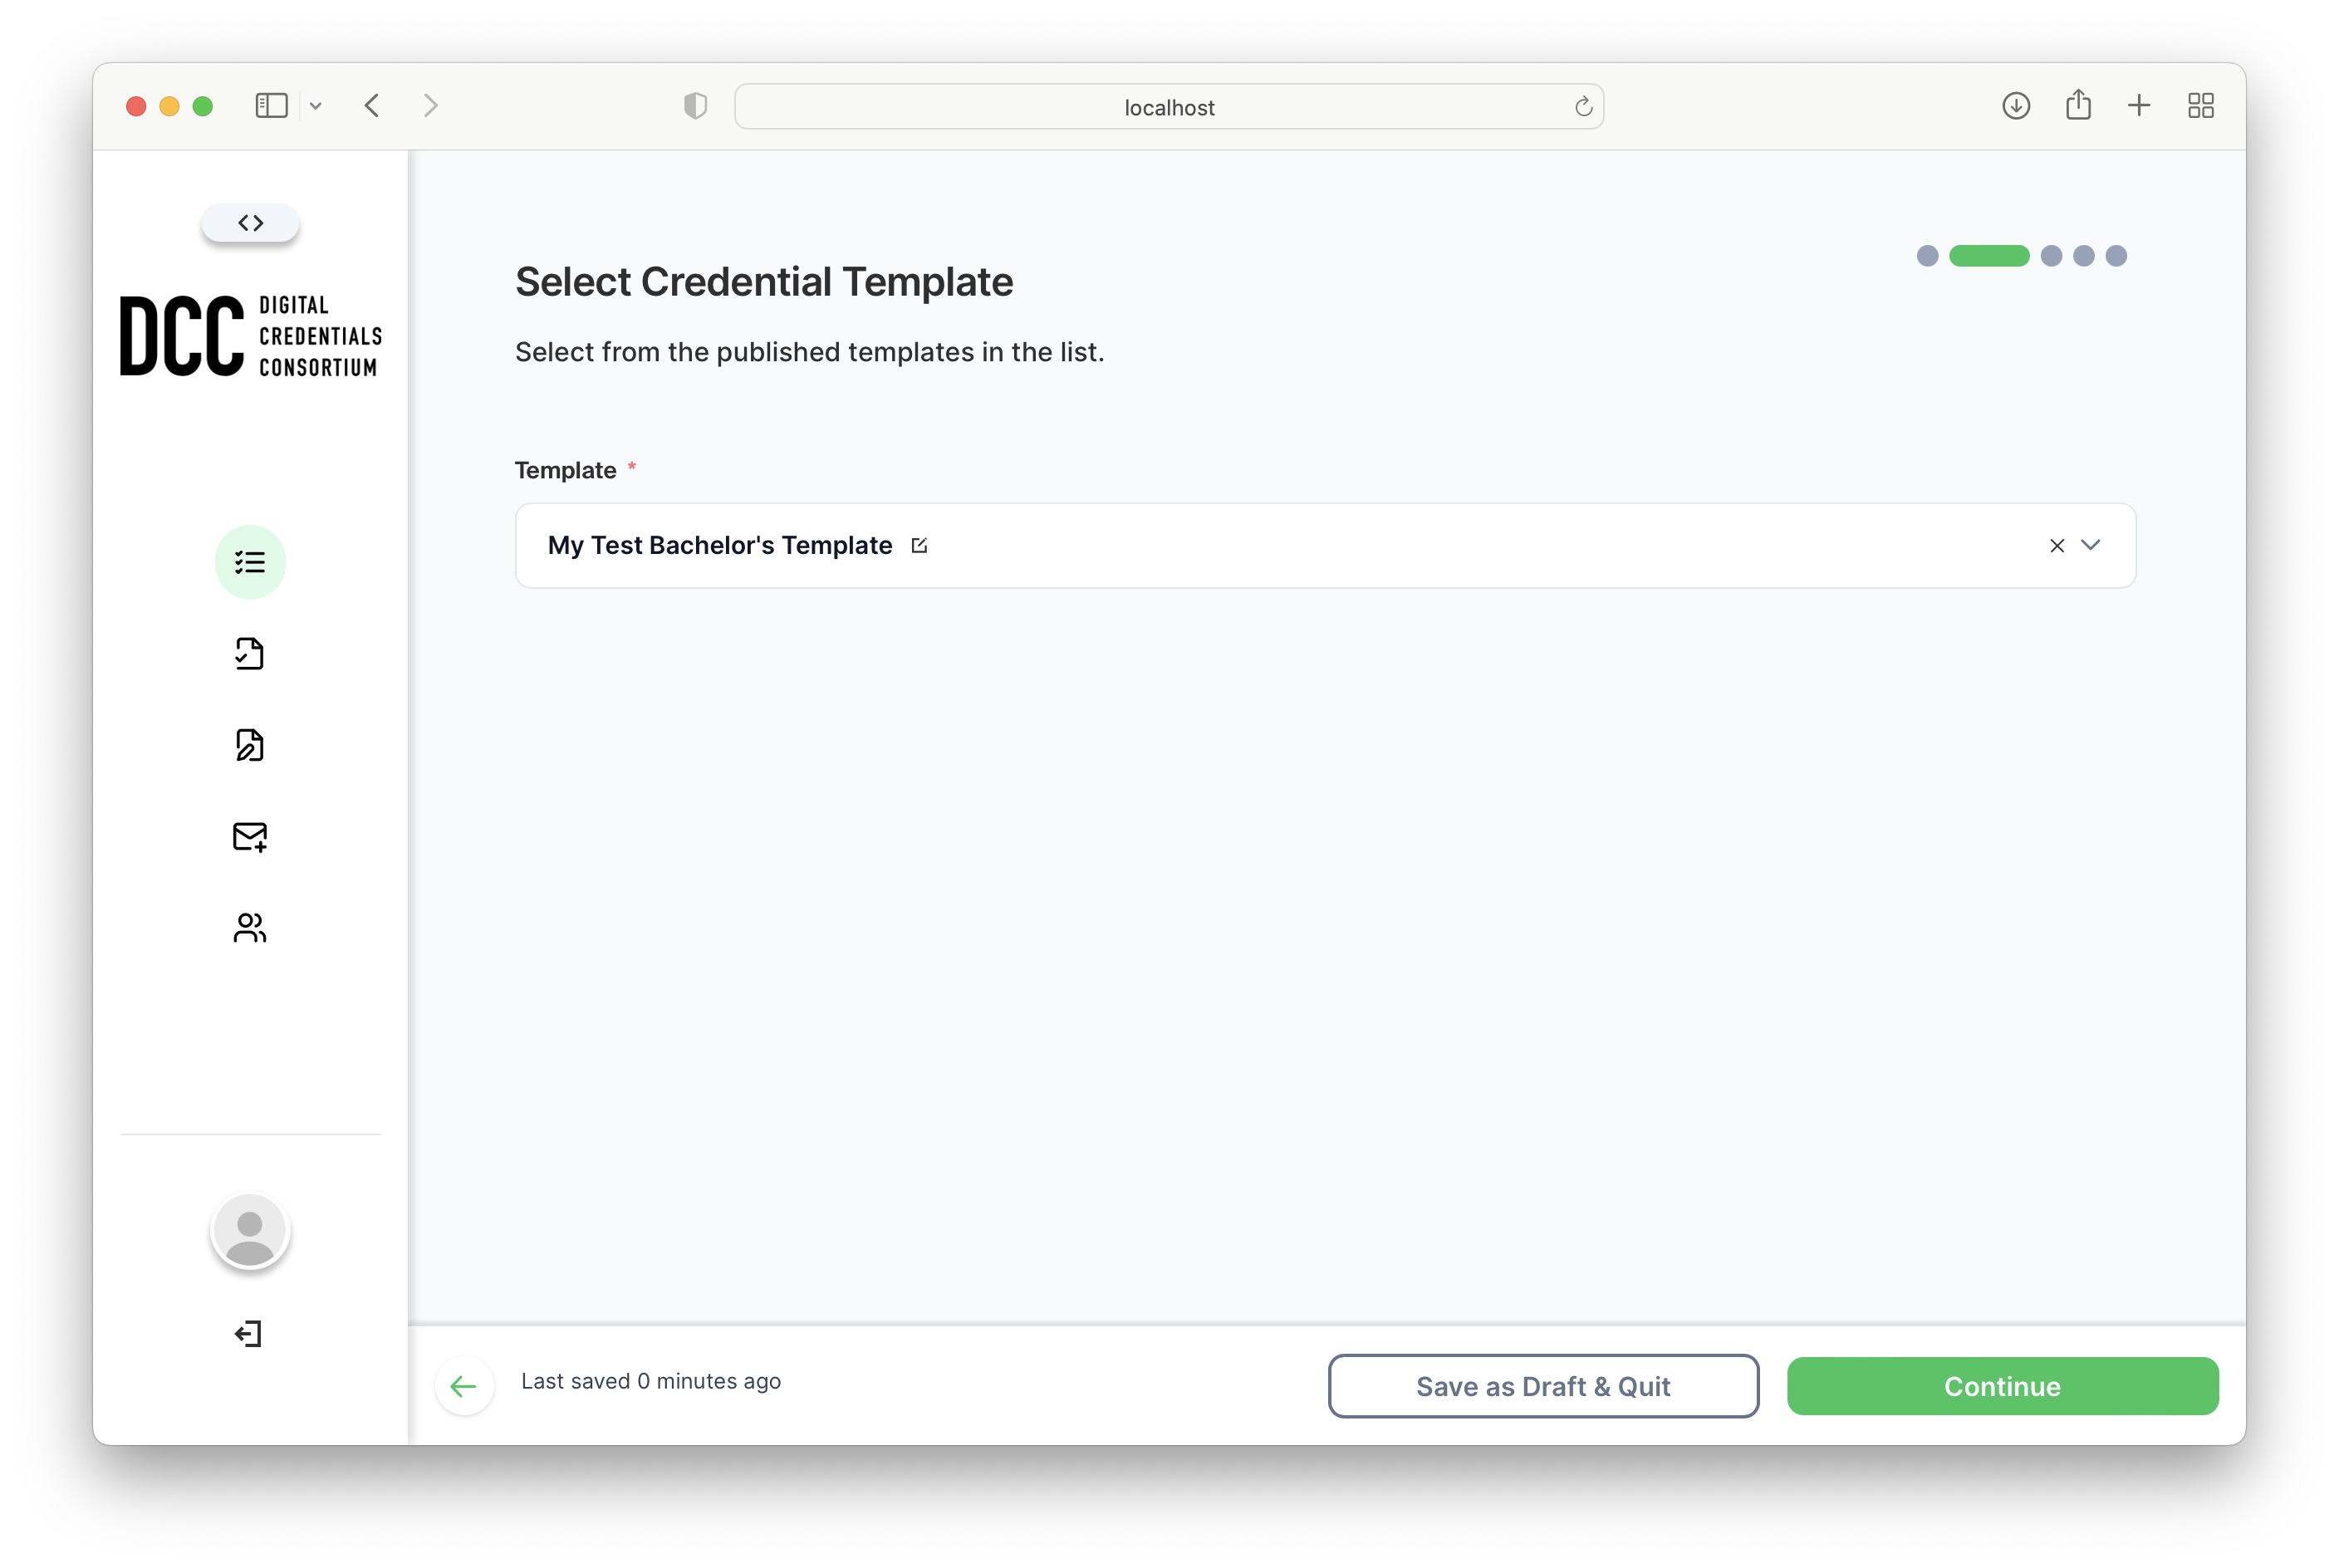 localhost
DCC DIGITAL
CREDENTIALS
CONSORTIUM
Select Credential Template
Select from the published templates in the list.
Template *
My Test Bachelor's Template
Last saved 0 minutes ago
Save as Draft & Quit
Continue